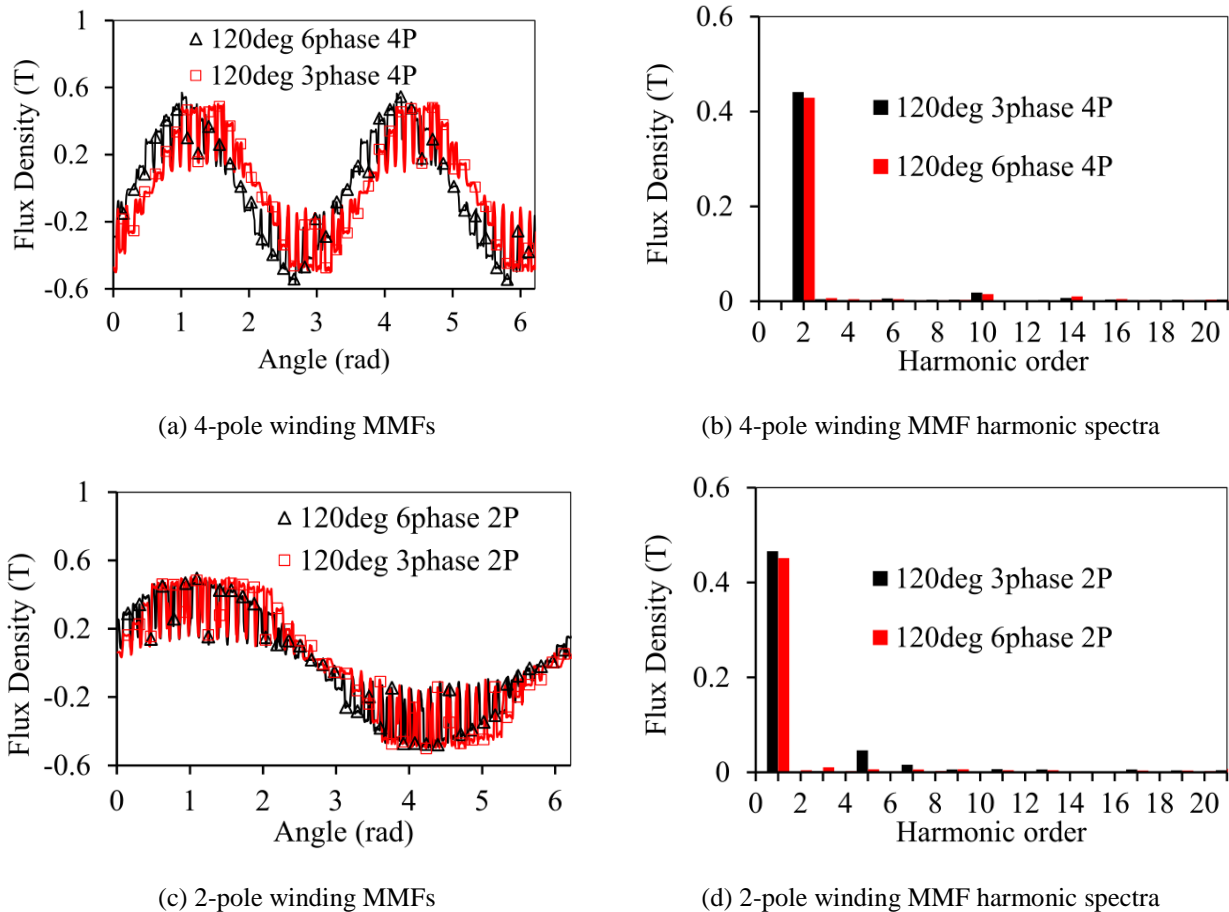 1
0.6
0.2
-0.2
-0.6
Flux Density (T)
120deg 6phase 4P
120deg 3phase 4P
0 1 2 3 4 5 6
Angle (rad)
(a) 4-pole winding MMFs
0.6
0.4
0.2
0
Flux Density (T)
120deg 3phase 4P
120deg 6phase 4P
0 2 4 6 8 10 12 14 16 18 20
Harmonic order
(b) 4-pole winding MMF harmonic spectra
1
0.6
0.2
-0.2
-0.6
Flux Density (T)
120deg 6phase 2P
120deg 3phase 2P
0 1 2 3 4 5 6
Angle (rad)
(c) 2-pole winding MMFs
0.6
0.4
0.2
0
Flux Density (T)
120deg 3phase 2P
120deg 6phase 2P
0 2 4 6 8 10 12 14 16 18 20
Harmonic order
(d) 2-pole winding MMF harmonic spectra